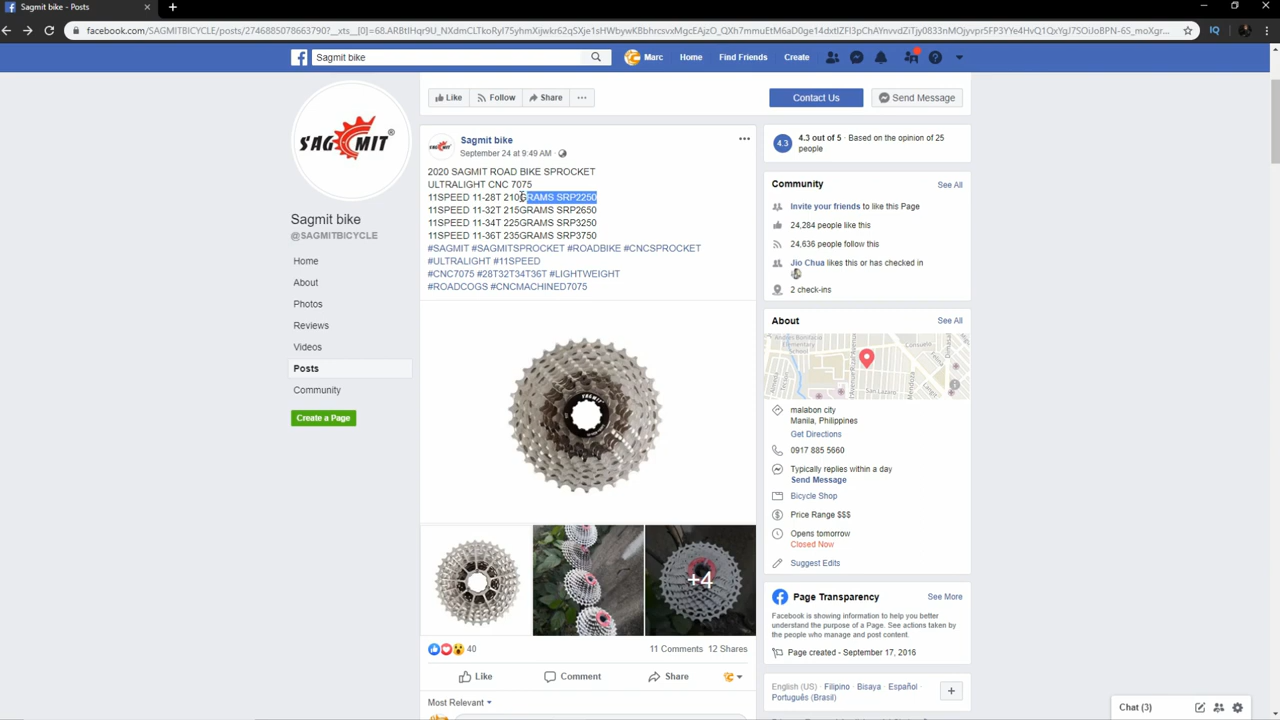 Sagmit bike - Posts
facebook.com/SAGMITBICYCLE/posts/2746885078663790?
Sagmit bike
Marc
Home
Find Friends
Create
SAGMIT®
Like
Follow
Share
Contact Us
Send Message
Sagmit bike
@SAGMITBICYCLE
Home
About
Photos
Reviews
Videos
Posts
Community
Create a Page
SAGMIT
Sagmit bike
September 24 at 9:49 AM ·
2020 SAGMIT ROAD BIKE SPROCKET
ULTRALIGHT CNC 7075
11SPEED 11-28T 210GRAMS SRP2250
11SPEED 11-32T 215GRAMS SRP2650
11SPEED 11-34T 225GRAMS SRP3250
11SPEED 11-36T 235GRAMS SRP3750
#SAGMIT #SAGMITSPROCKET #ROADBIKE #CNCSPROCKET
#ULTRALIGHT #11SPEED
#CNC7075 #28T32T34T36T #LIGHTWEIGHT
#ROADCOGS #CNCMACHINED7075
SAGMIT
+4
40
11 Comments 12 Shares
Like
Comment
Share
Most Relevant
4.3
4.3 out of 5 · Based on the opinion of 25
people
Community
See All
Invite your friends to like this Page
24,284 people like this
24,636 people follow this
Jio Chua likes this or has checked in
2 check-ins
About
See All
malabon city
Manila, Philippines
Get Directions
0917 885 5660
Typically replies within a day
Send Message
Bicycle Shop
Price Range $$$
Opens tomorrow
Closed Now
Suggest Edits
Page Transparency
See More
Facebook is showing information to help you better
understand the purpose of a Page. See actions taken by
the people who manage and post content.
Page created - September 17, 2016
English (US) · Filipino · Bisaya · Español ·
Português (Brasil)
Chat (3)